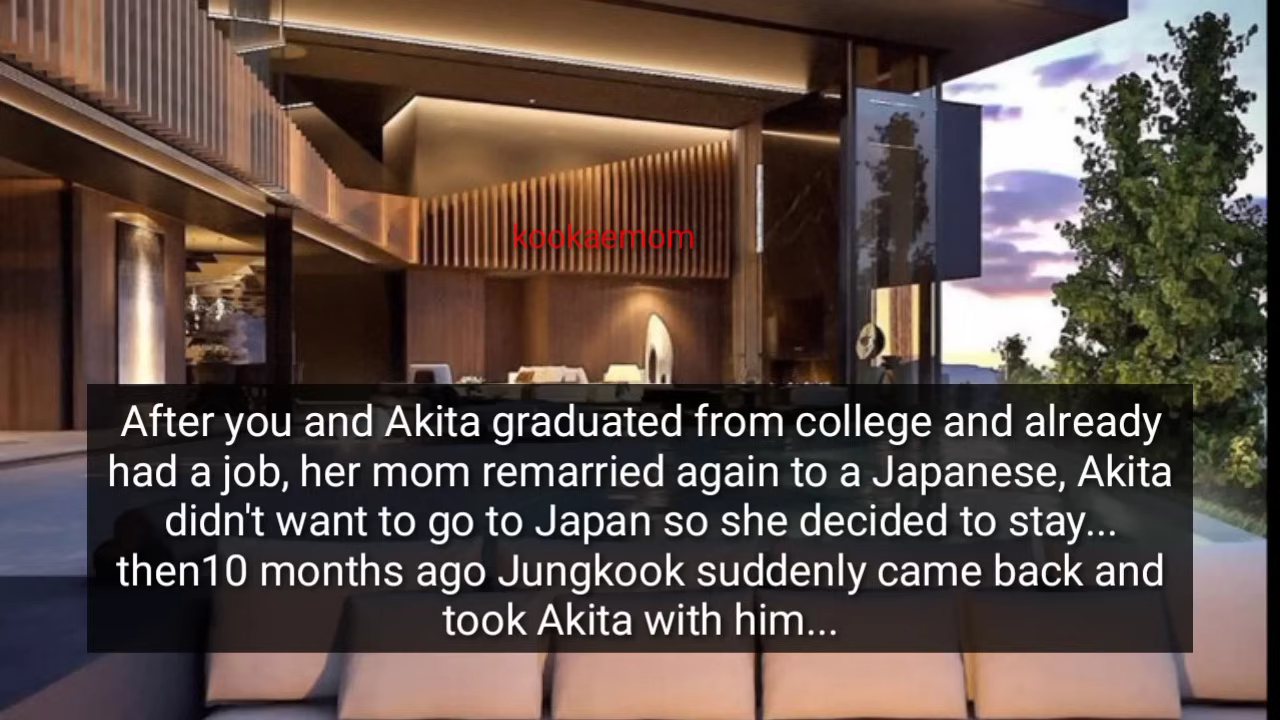 kookaemom
After you and Akita graduated from college and already
had a job, her mom remarried again to a Japanese, Akita
didn't want to go to Japan so she decided to stay...
then10 months ago Jungkook suddenly came back and
took Akita with him...